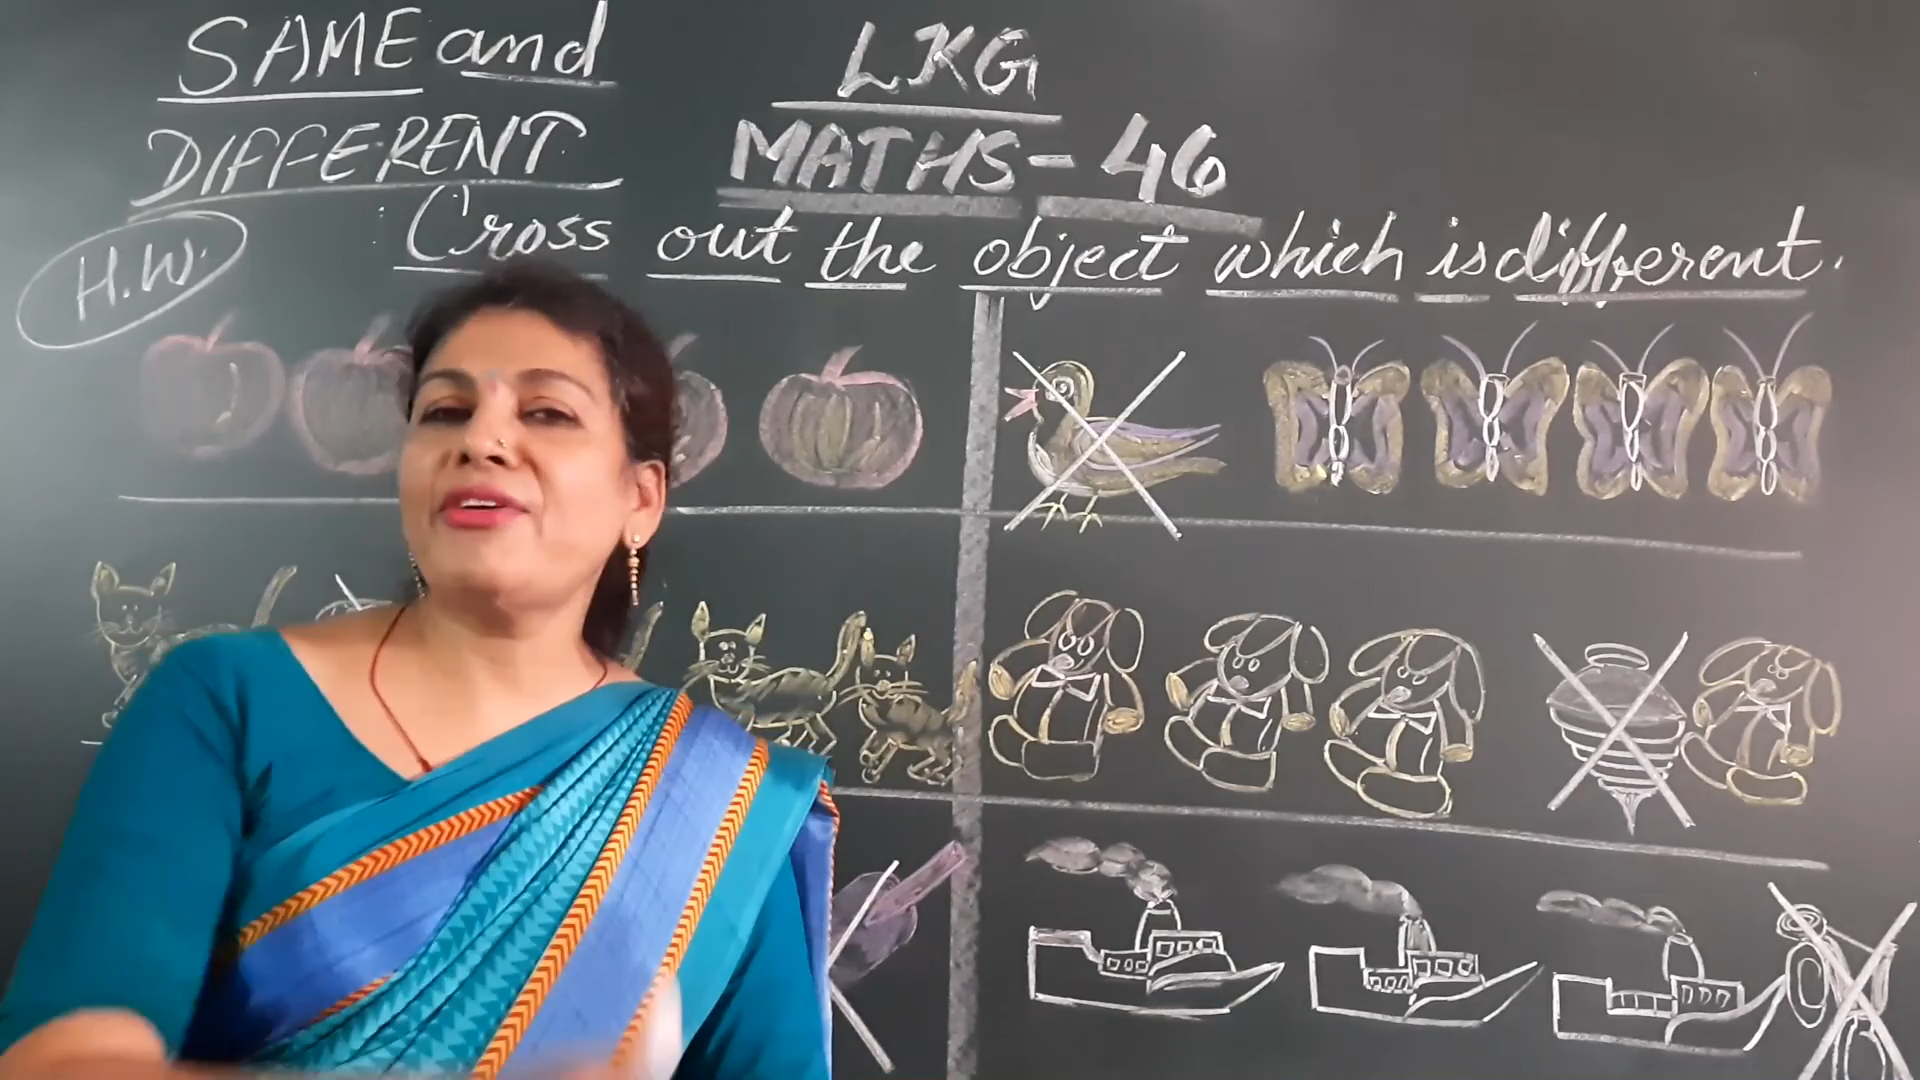 SAME and
DIFFERENT
LKG
MATHS - 46
H.W.
Cross out the object which is different.